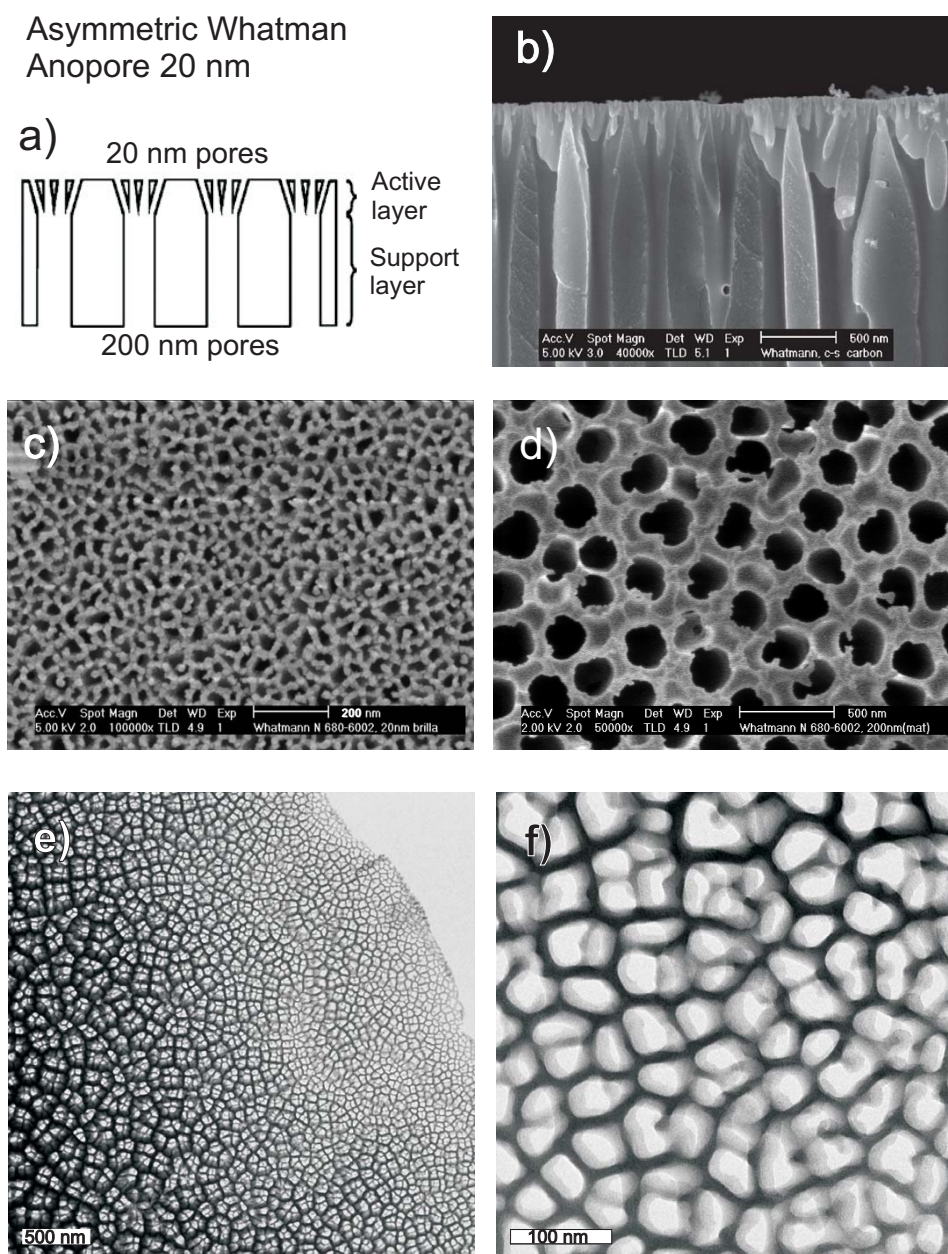 Asymmetric Whatman
Anopore 20 nm
a)
20 nm pores
Active
layer
Support
layer
200 nm pores
b)
Acc.V Spot Magn Det WD Exp 500 nm
5.00 kV 3.0 40000x TLD 5.1 1 Whatmann, c-s carbon
c)
Acc.V Spot Magn Det WD Exp 200 nm
5.00 kV 2.0 100000x TLD 4.9 1 Whatmann N 680-6002, 20nm brilla
d)
Acc.V Spot Magn Det WD Exp 500 nm
2.00 kV 2.0 50000x TLD 4.9 1 Whatmann N 680-6002, 200nm(mat)
e)
500 nm
f)
100 nm